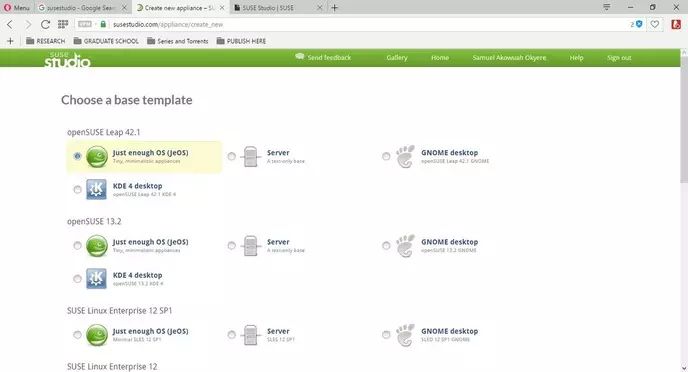 Menu
susestudio - Google Sear
Create new appliance – Su
SUSE Studio | SUSE
VPN
susestudio.com/appliance/create_new
2
RESEARCH
GRADUATE SCHOOL
Series and Torrents
PUBLISH HERE
suse
studio
Send feedback
Gallery
Home
Samuel Akowuah Okyere
Help
Sign out
Choose a base template
openSUSE Leap 42.1
Just enough OS (JeOS)
Tiny, minimalistic appliances
Server
A text-only base
GNOME desktop
openSUSE Leap 42.1 GNOME
KDE 4 desktop
openSUSE Leap 42.1 KDE 4
openSUSE 13.2
Just enough OS (JeOS)
Tiny, minimalistic appliances
Server
A text-only base
GNOME desktop
openSUSE 13.2 GNOME
KDE 4 desktop
openSUSE 13.2 KDE 4
SUSE Linux Enterprise 12 SP1
Just enough OS (JeOS)
Minimal SLES 12 SP1
Server
SLES 12 SP1
GNOME desktop
SLED 12 SP1 GNOME
SUSE Linux Enterprise 12